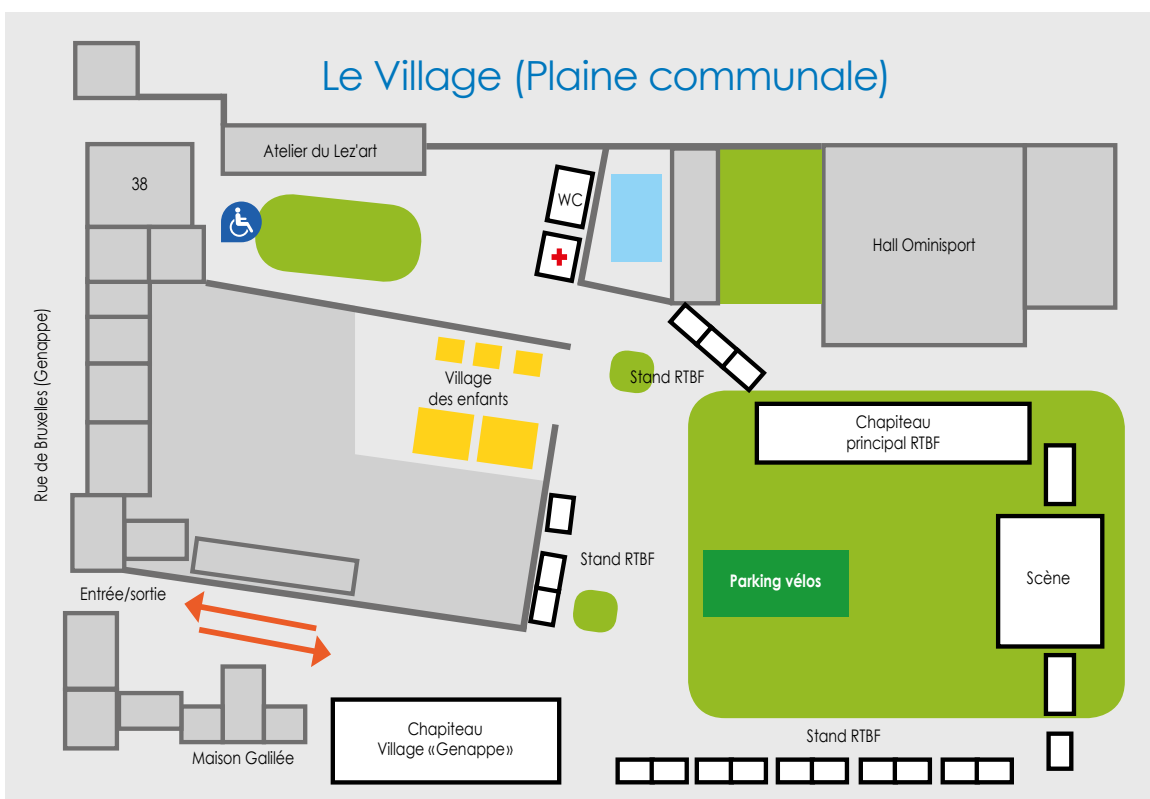 Le Village (Plaine communale)
Atelier du Lez'art
38
WC
Hall Ominisport
Rue de Bruxelles (Genappe)
Village
des enfants
Stand RTBF
Chapiteau
principal RTBF
Stand RTBF
Parking vélos
Scène
Entrée/sortie
Chapiteau
Village «Genappe»
Stand RTBF
Maison Galilée